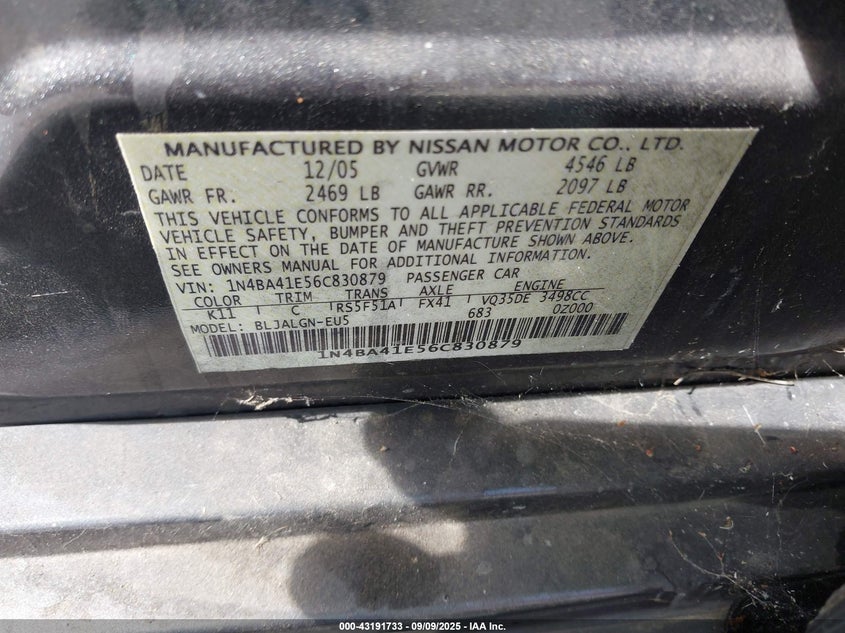 MANUFACTURED BY NISSAN MOTOR CO., LTD.
DATE 12/05 GVWR 4546 LB
GAWR FR. 2469 LB GAWR RR. 2097 LB
THIS VEHICLE CONFORMS TO ALL APPLICABLE FEDERAL MOTOR
VEHICLE SAFETY, BUMPER AND THEFT PREVENTION STANDARDS
IN EFFECT ON THE DATE OF MANUFACTURE SHOWN ABOVE.
SEE OWNERS MANUAL FOR ADDITIONAL INFORMATION.
VIN: 1N4BA41E56C830879 PASSENGER CAR
COLOR TRIM TRANS AXLE ENGINE
K11 C RS5F51A FX41 VQ35DE 3498CC
MODEL: BLJALGN-EU5 683 0Z000
1N4BA41E56C830879
000-43191733 - 09/09/2025 - IAA Inc.